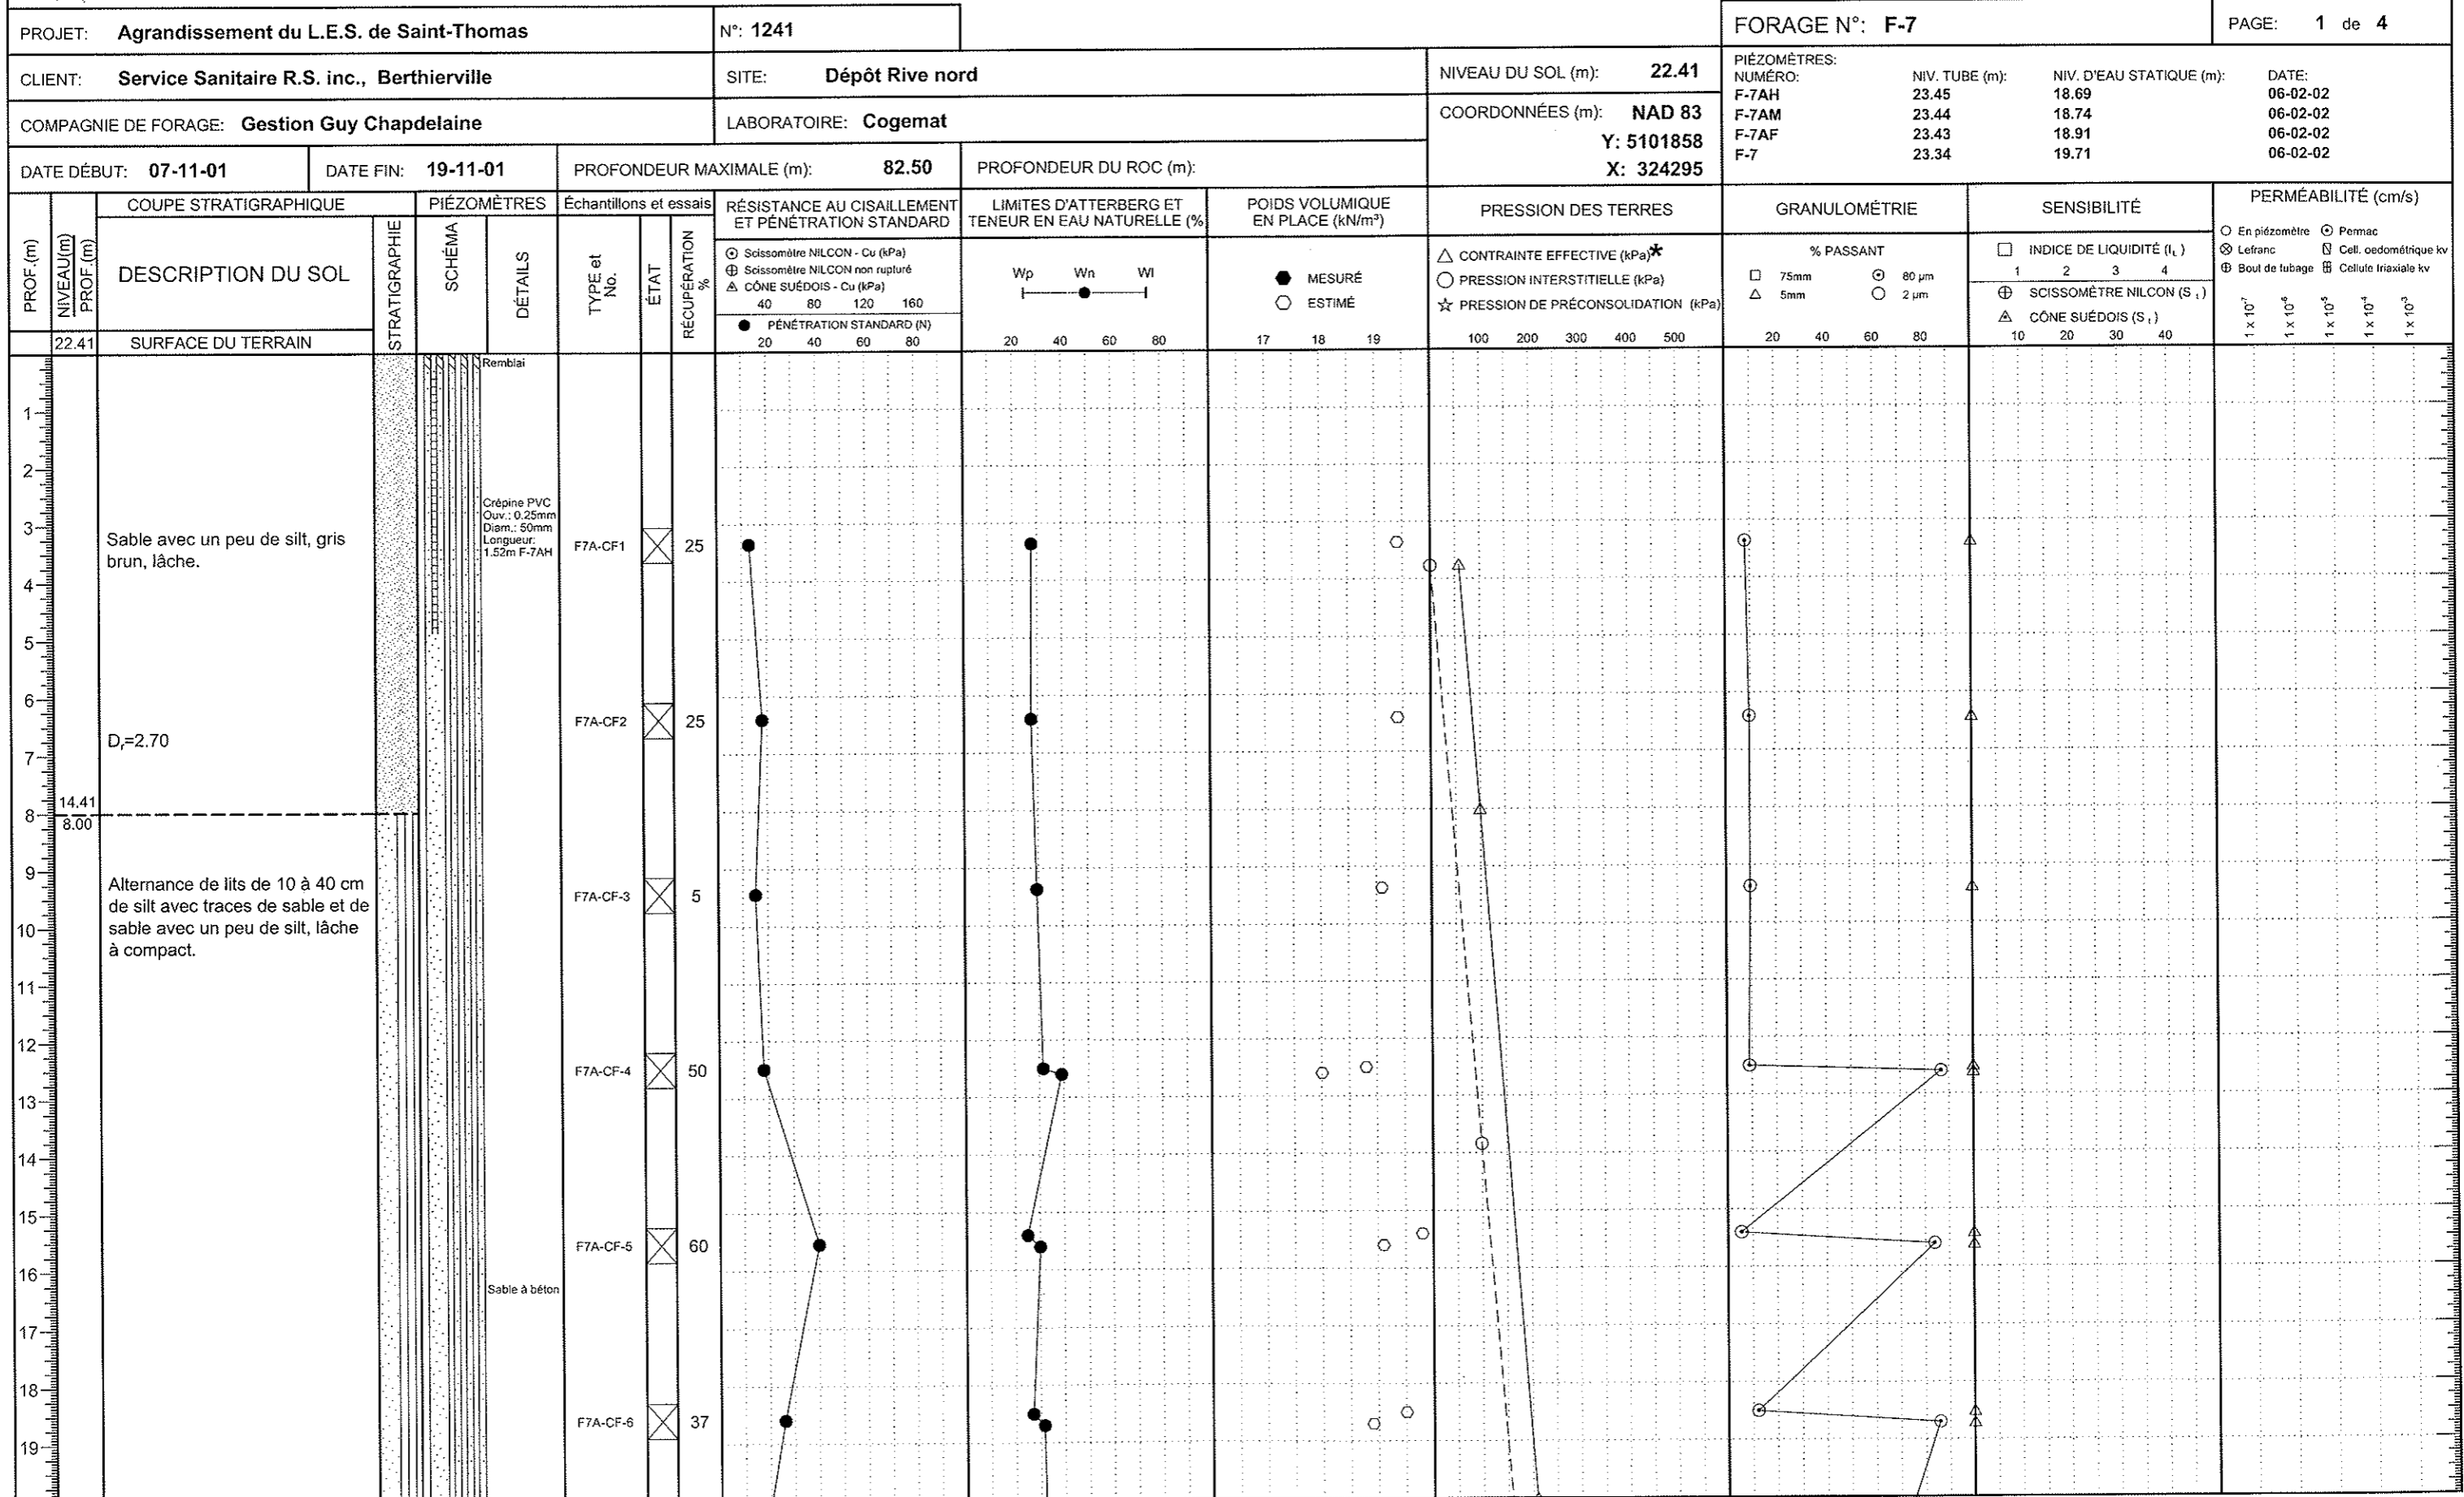 PROJET: Agrandissement du L.E.S. de Saint-Thomas
N°: 1241
FORAGE N°: F-7
PAGE: 1 de 4
CLIENT: Service Sanitaire R.S. inc., Berthierville
SITE: Dépôt Rive nord
NIVEAU DU SOL (m): 22.41
COMPAGNIE DE FORAGE: Gestion Guy Chapdelaine
LABORATOIRE: Cogemat
COORDONNÉES (m): NAD 83
Y: 5101858
X: 324295
PIÉZOMÈTRES:
NUMÉRO: NIV. TUBE (m): NIV. D'EAU STATIQUE (m): DATE:
F-7AH 23.45 18.69 06-02-02
F-7AM 23.44 18.74 06-02-02
F-7AF 23.43 18.91 06-02-02
F-7 23.34 19.71 06-02-02
DATE DÉBUT: 07-11-01
DATE FIN: 19-11-01
PROFONDEUR MAXIMALE (m): 82.50
PROFONDEUR DU ROC (m):
PROF.(m)
NIVEAU(m)
PROF.(m)
22.41
COUPE STRATIGRAPHIQUE
DESCRIPTION DU SOL
SURFACE DU TERRAIN
STRATIGRAPHIE
PIÉZOMÈTRES
SCHÉMA
DÉTAILS
Échantillons et essais
TYPE et
No.
ÉTAT
RÉCUPÉRATION
%
RÉSISTANCE AU CISAILLEMENT
ET PÉNÉTRATION STANDARD
Scissomètre NILCON - Cu (kPa)
Scissomètre NILCON non rupturé
CÔNE SUÉDOIS - Cu (kPa)
40 80 120 160
PÉNÉTRATION STANDARD (N)
20 40 60 80
LIMITES D'ATTERBERG ET
TENEUR EN EAU NATURELLE (%
Wp Wn Wl
20 40 60 80
POIDS VOLUMIQUE
EN PLACE (kN/m³)
MESURÉ
ESTIMÉ
17 18 19
PRESSION DES TERRES
CONTRAINTE EFFECTIVE (kPa)*
PRESSION INTERSTITIELLE (kPa)
PRESSION DE PRÉCONSOLIDATION (kPa)
100 200 300 400 500
GRANULOMÉTRIE
% PASSANT
75mm 80 µm
5mm 2 µm
20 40 60 80
SENSIBILITÉ
INDICE DE LIQUIDITÉ (IL)
1 2 3 4
SCISSOMÈTRE NILCON (S t)
CÔNE SUÉDOIS (S t)
10 20 30 40
PERMÉABILITÉ (cm/s)
En piézomètre Permac
Lefranc Cell. oedométrique kv
Bout de tubage Cellule triaxiale kv
1 x 10⁻⁷ 1 x 10⁻⁶ 1 x 10⁻⁵ 1 x 10⁻⁴ 1 x 10⁻³
Remblai
1
2
Crépine PVC
Ouv.: 0.25mm
Diam.: 50mm
Longueur:
1.52m F-7AH
3
Sable avec un peu de silt, gris
brun, lâche.
F7A-CF1 25
4
5
6
F7A-CF2 25
Dr=2.70
7
14.41
8
8.00
9
Alternance de lits de 10 à 40 cm
de silt avec traces de sable et de
sable avec un peu de silt, lâche
à compact.
F7A-CF-3 5
10
11
12
F7A-CF-4 50
13
14
15
F7A-CF-5 60
16
Sable à béton
17
18
F7A-CF-6 37
19